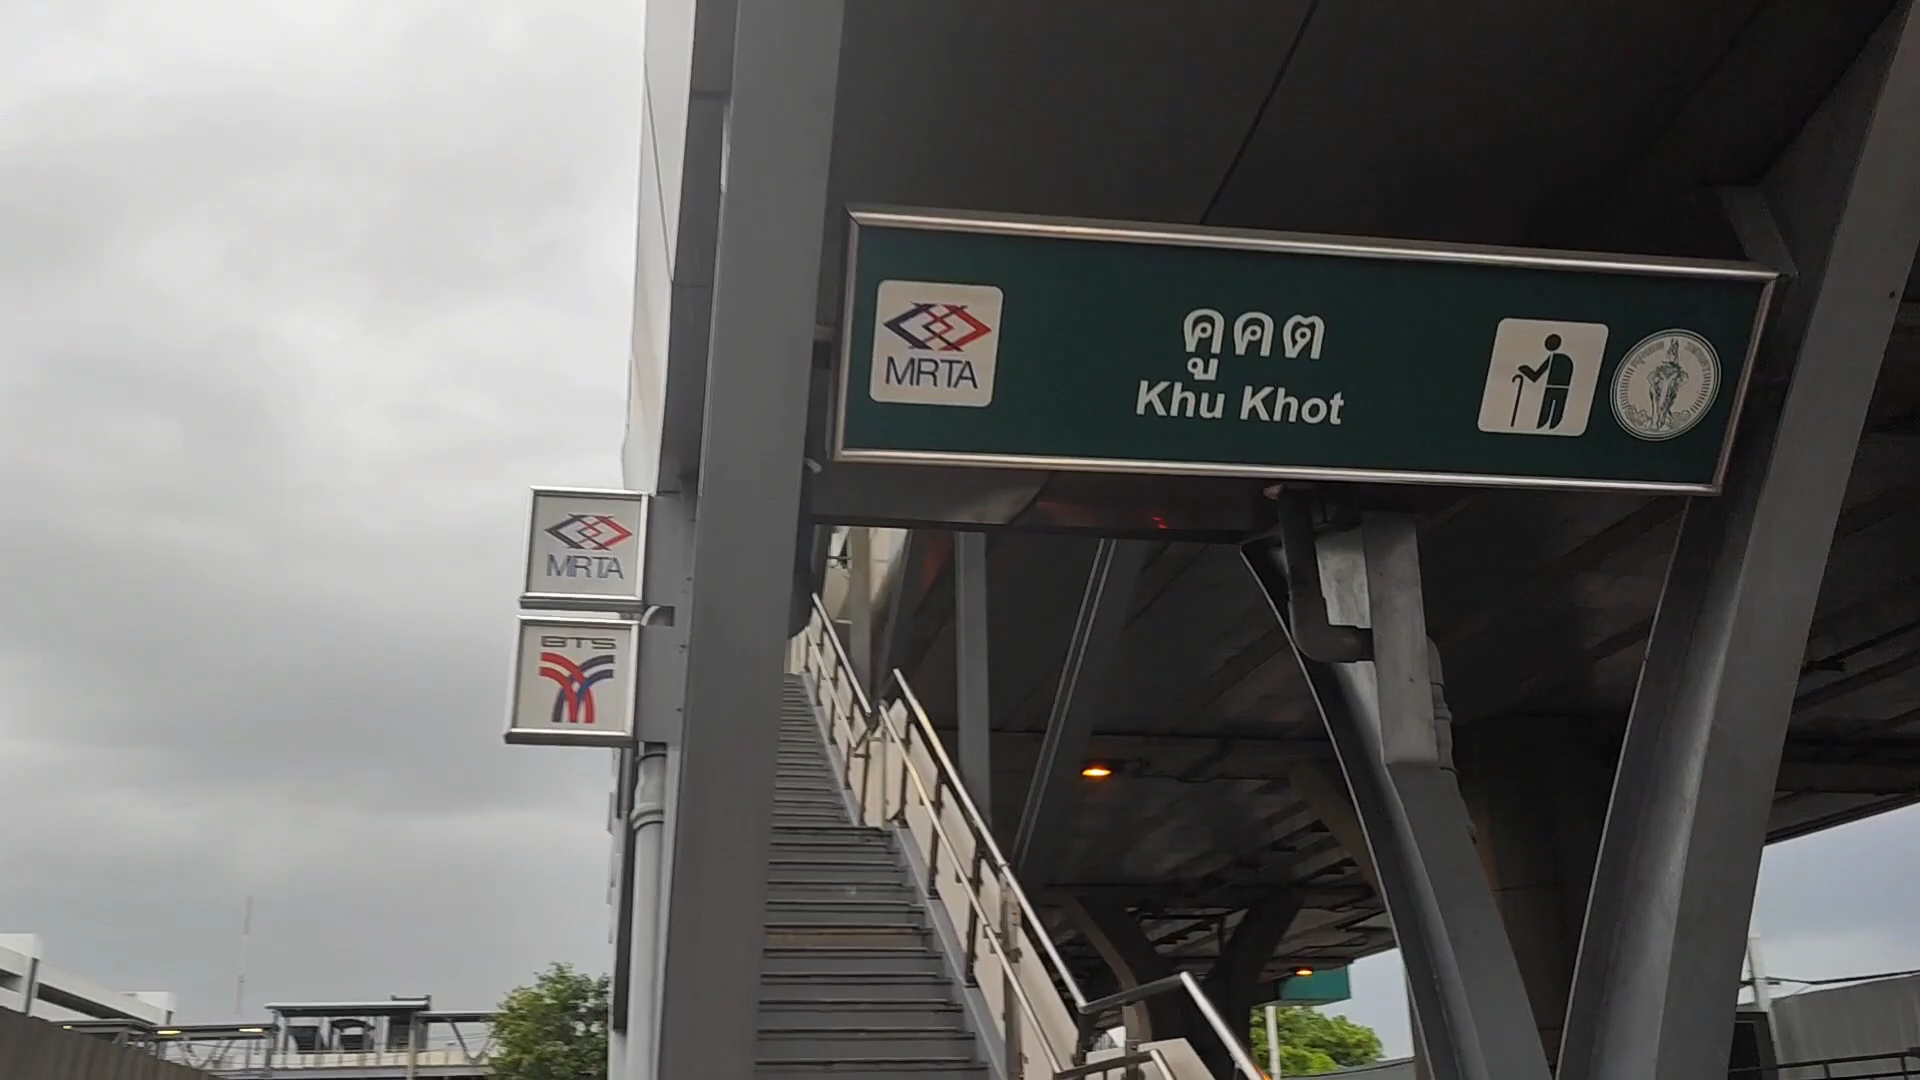 MRTA
คูคต
Khu Khot
MRTA
BTS